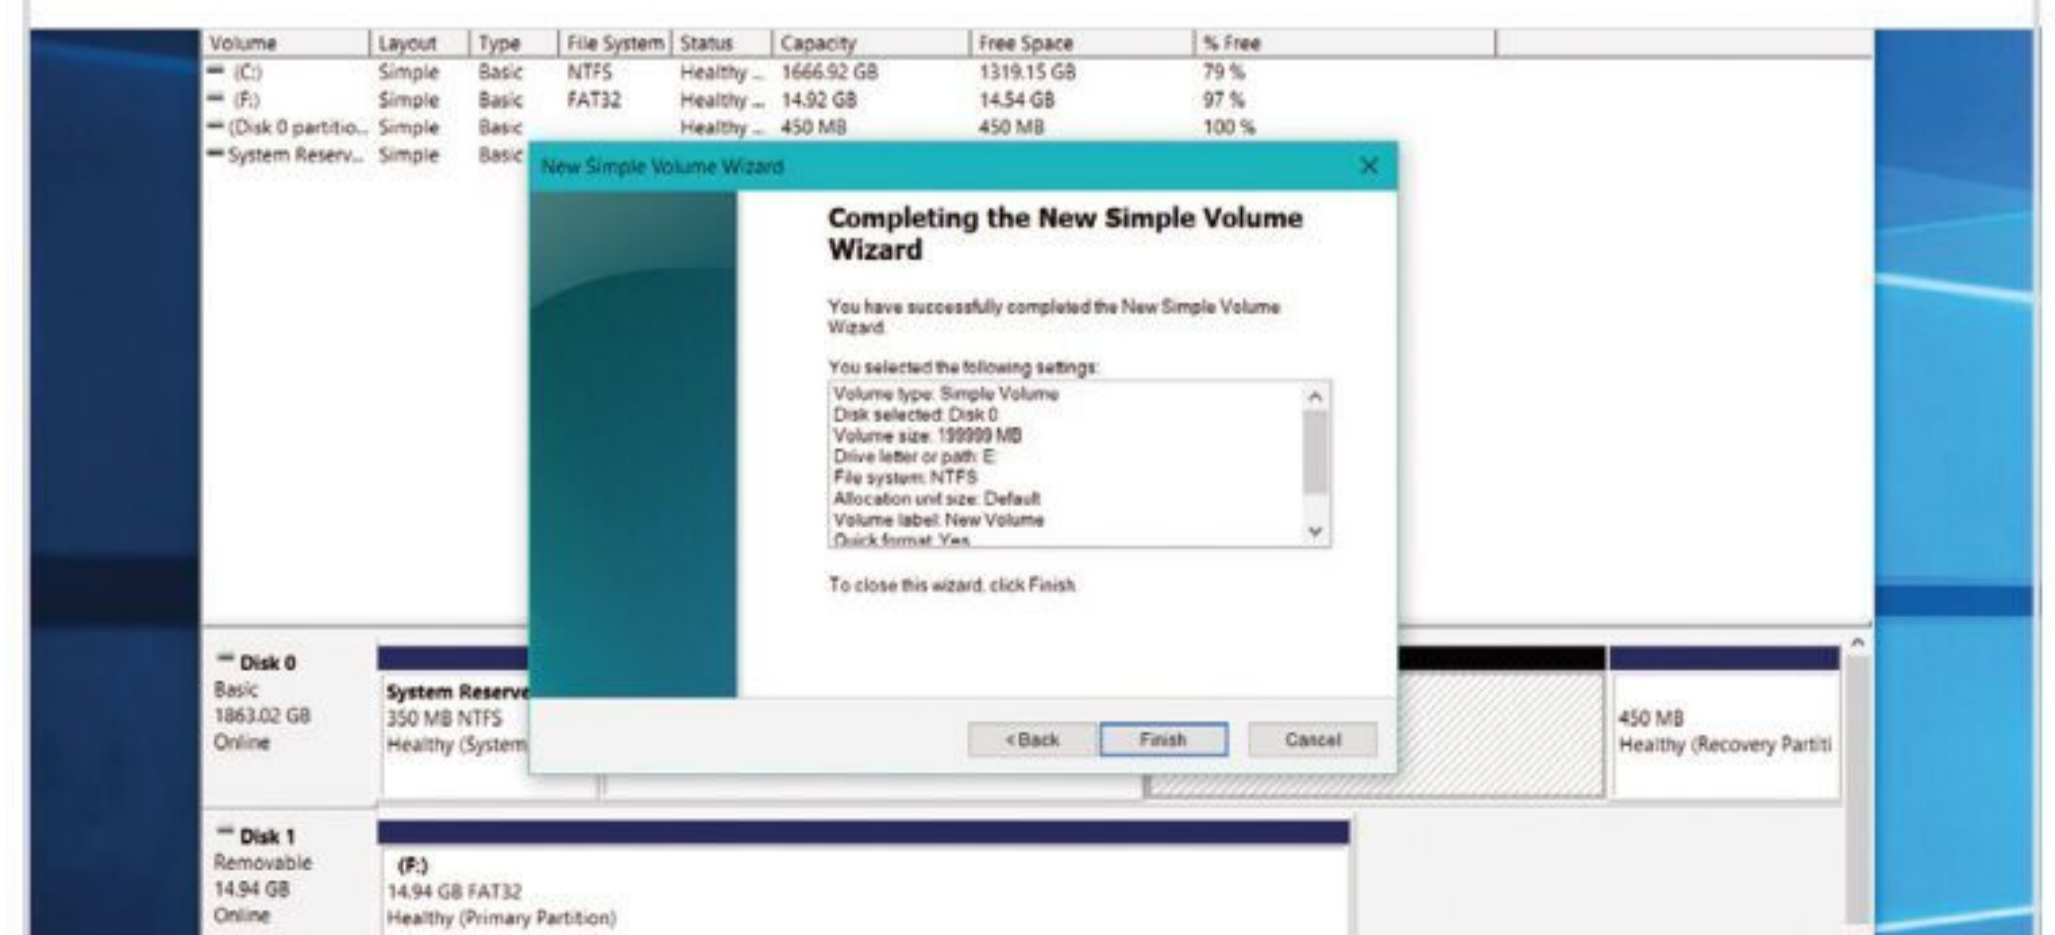 Volume Layout Type File System Status Capacity Free Space % Free
(C:) Simple Basic NTFS Healthy ... 1666.92 GB 1319.15 GB 79 %
(F:) Simple Basic FAT32 Healthy ... 14.92 GB 14.54 GB 97 %
(Disk 0 partitio... Simple Basic Healthy ... 450 MB 450 MB 100 %
System Reserv... Simple Basic
New Simple Volume Wizard
Completing the New Simple Volume
Wizard
You have successfully completed the New Simple Volume
Wizard.
You selected the following settings:
Volume type: Simple Volume
Disk selected: Disk 0
Volume size: 199999 MB
Drive letter or path: E:
File system: NTFS
Allocation unit size: Default
Volume label: New Volume
Quick format: Yes
To close this wizard, click Finish.
< Back Finish Cancel
Disk 0
Basic
1863.02 GB
Online
System Reserve
350 MB NTFS
Healthy (System
450 MB
Healthy (Recovery Partiti
Disk 1
Removable
14.94 GB
Online
(F:)
14.94 GB FAT32
Healthy (Primary Partition)